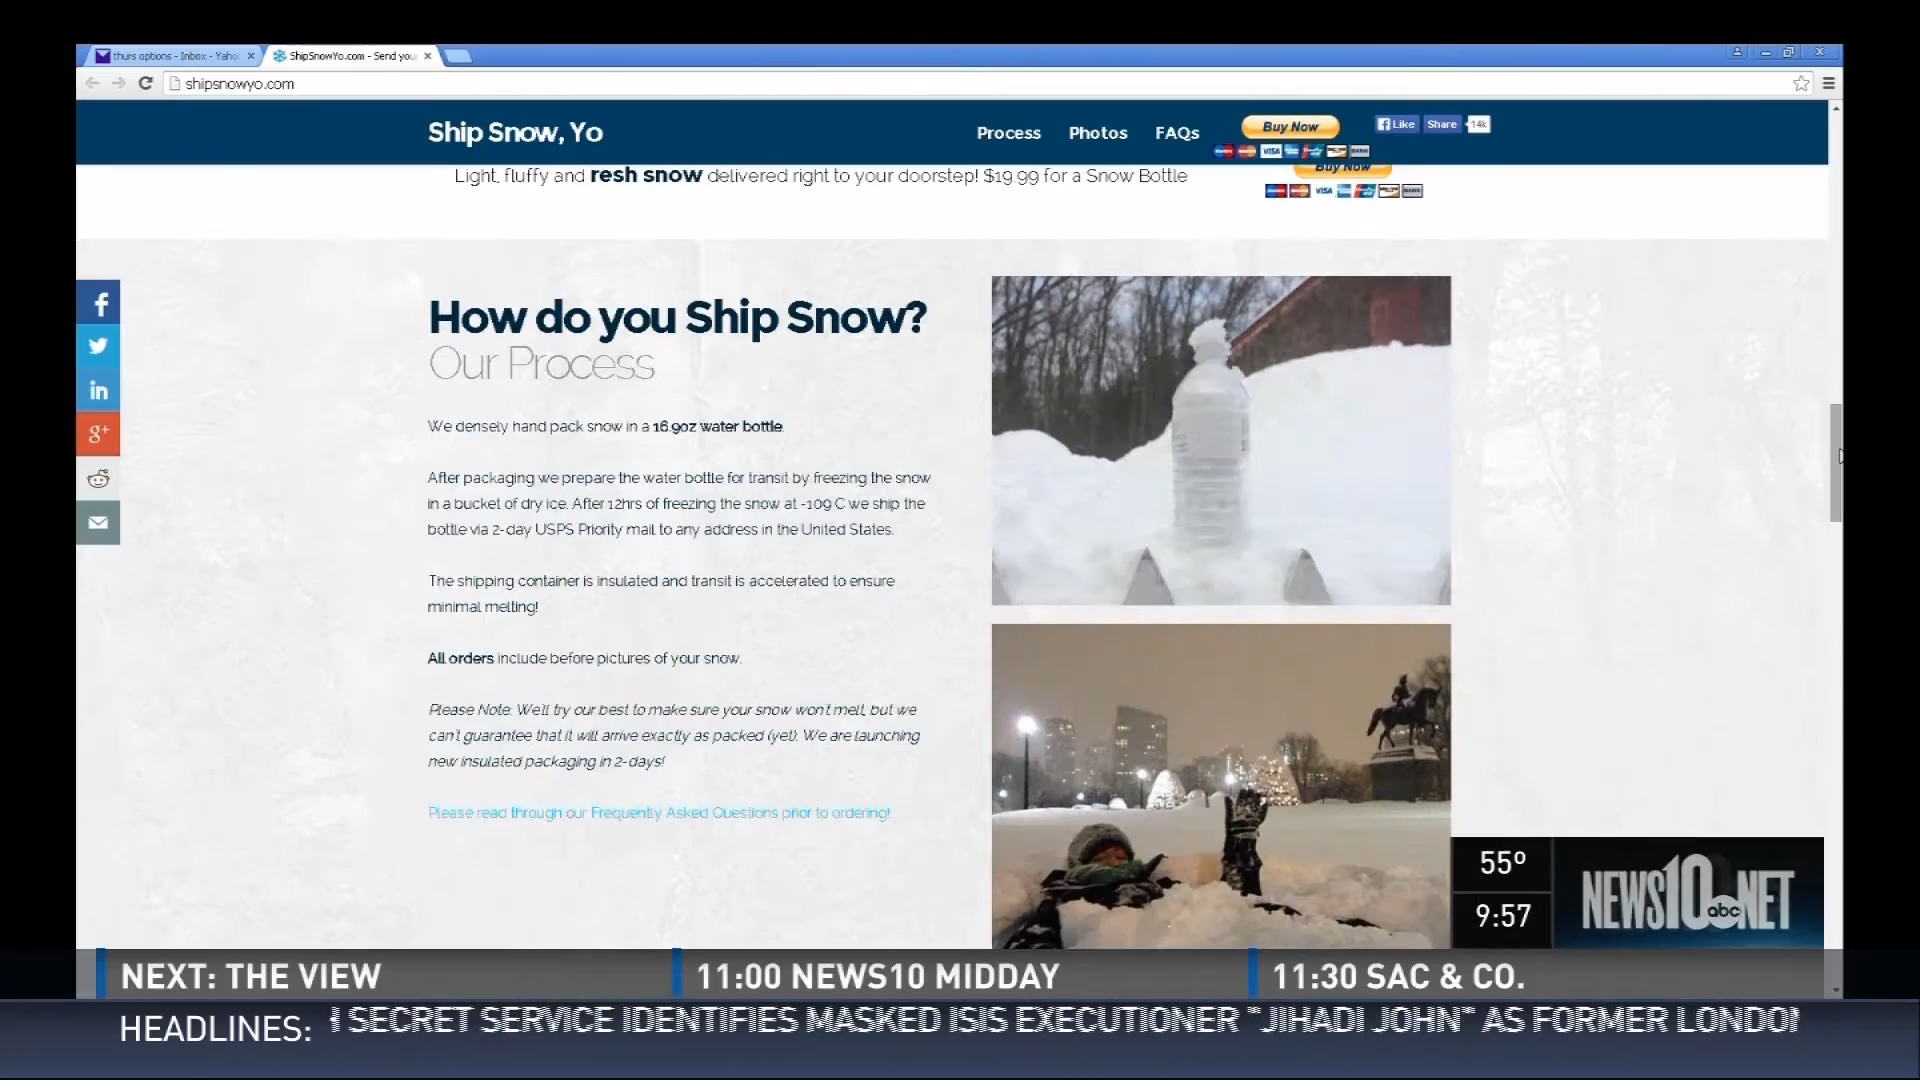 thurs options - Inbox - Yaho
ShipSnowYo.com - Send you
shipsnowyo.com
Ship Snow, Yo
Process Photos FAQs Buy Now Like Share 14k
VISA BANK
Light, fluffy and resh snow delivered right to your doorstep! $19.99 for a Snow Bottle Buy Now
VISA BANK
How do you Ship Snow?
Our Process
We densely hand pack snow in a 16.9oz water bottle.
After packaging we prepare the water bottle for transit by freezing the snow
in a bucket of dry ice. After 12hrs of freezing the snow at -109 C we ship the
bottle via 2-day USPS Priority mail to any address in the United States.
The shipping container is insulated and transit is accelerated to ensure
minimal melting!
All orders include before pictures of your snow.
Please Note: We'll try our best to make sure your snow won't melt, but we
can't guarantee that it will arrive exactly as packed (yet). We are launching
new insulated packaging in 2-days!
Please read through our Frequently Asked Questions prior to ordering!
55°
9:57
NEWS10 abc NET
NEXT: THE VIEW 11:00 NEWS10 MIDDAY 11:30 SAC & CO.
HEADLINES: H SECRET SERVICE IDENTIFIES MASKED ISIS EXECUTIONER "JIHADI JOHN" AS FORMER LONDON